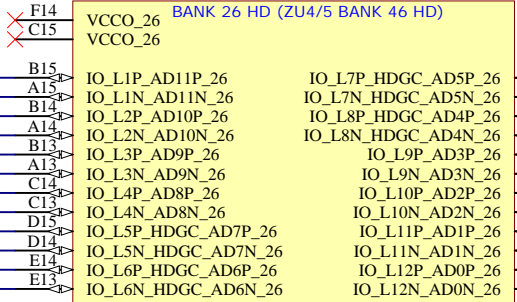 BANK 26 HD (ZU4/5 BANK 46 HD)
F14 VCCO_26
C15 VCCO_26
B15 IO_L1P_AD11P_26 IO_L7P_HDGC_AD5P_26
A15 IO_L1N_AD11N_26 IO_L7N_HDGC_AD5N_26
B14 IO_L2P_AD10P_26 IO_L8P_HDGC_AD4P_26
A14 IO_L2N_AD10N_26 IO_L8N_HDGC_AD4N_26
B13 IO_L3P_AD9P_26 IO_L9P_AD3P_26
A13 IO_L3N_AD9N_26 IO_L9N_AD3N_26
C14 IO_L4P_AD8P_26 IO_L10P_AD2P_26
C13 IO_L4N_AD8N_26 IO_L10N_AD2N_26
D15 IO_L5P_HDGC_AD7P_26 IO_L11P_AD1P_26
D14 IO_L5N_HDGC_AD7N_26 IO_L11N_AD1N_26
E14 IO_L6P_HDGC_AD6P_26 IO_L12P_AD0P_26
E13 IO_L6N_HDGC_AD6N_26 IO_L12N_AD0N_26